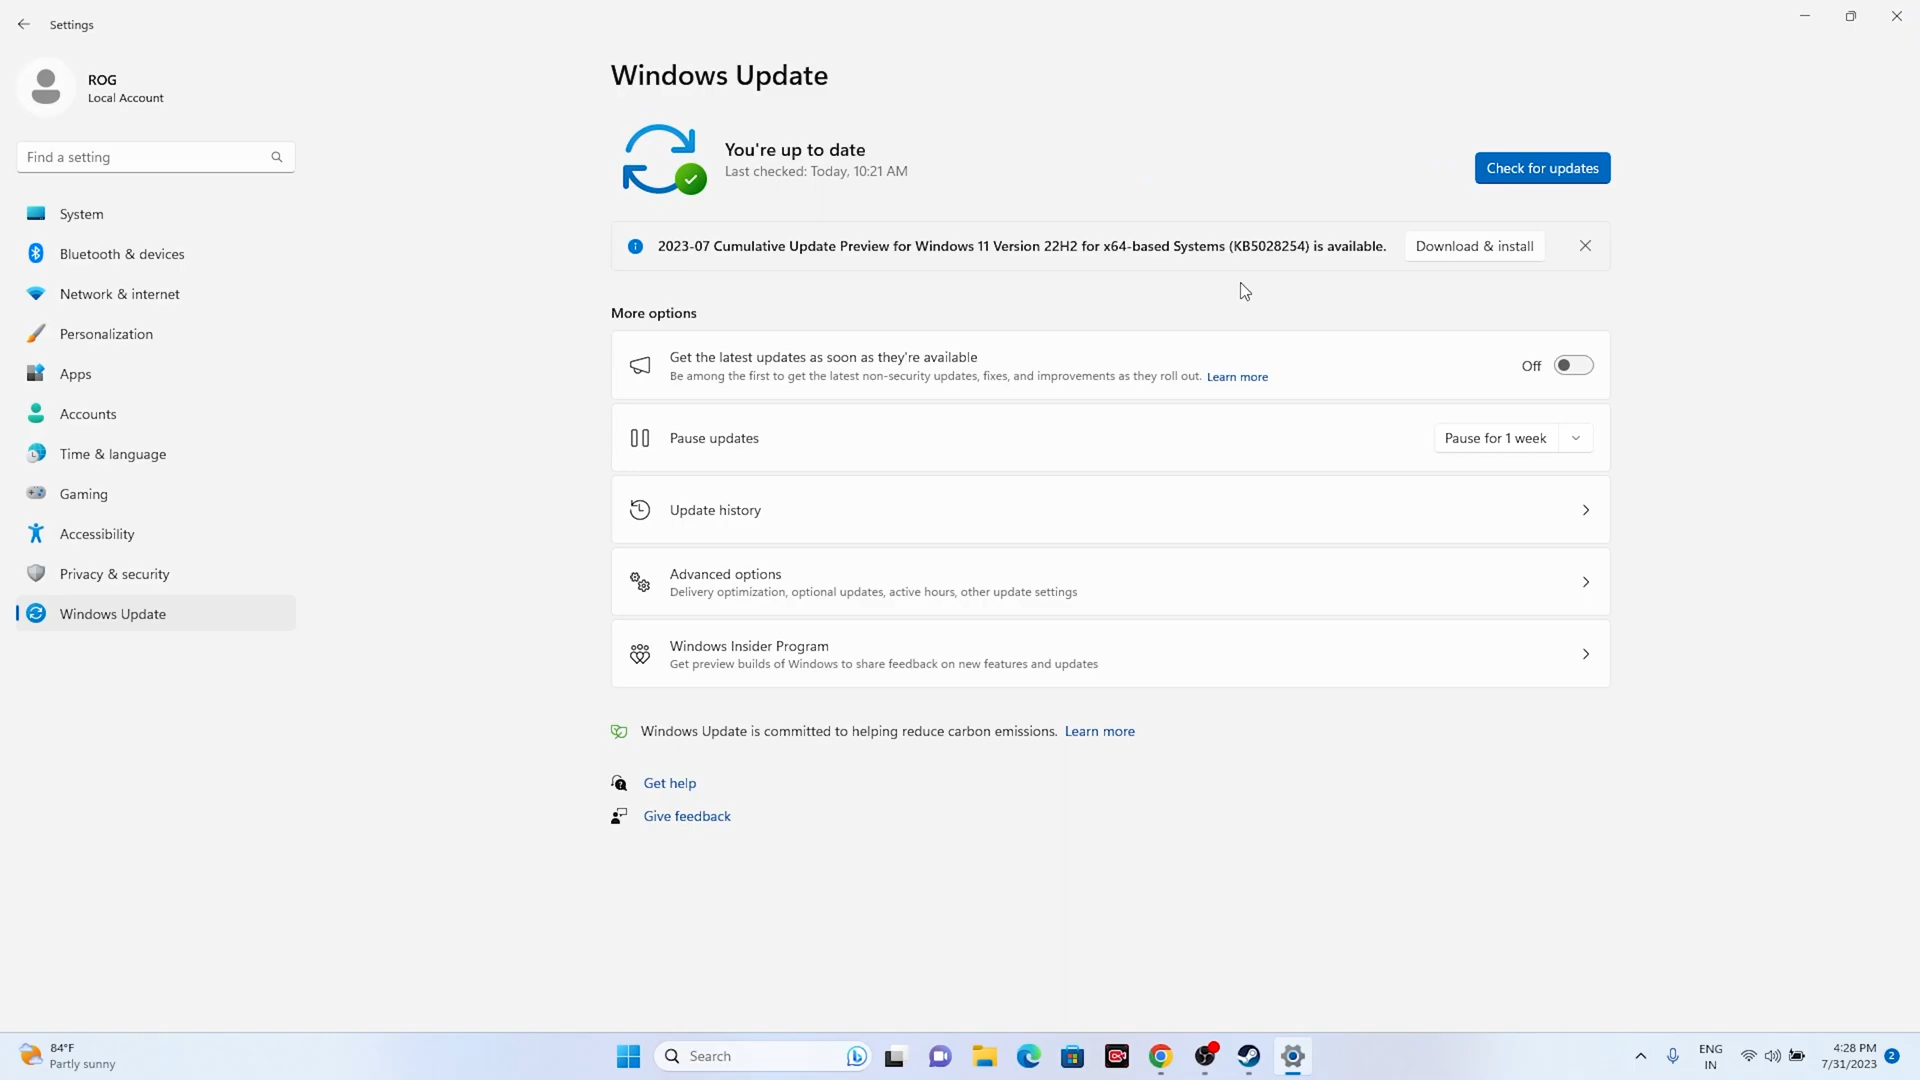 Settings
ROG
Local Account
Find a setting
System
Bluetooth & devices
Network & internet
Personalization
Apps
Accounts
Time & language
Gaming
Accessibility
Privacy & security
Windows Update
Windows Update
You're up to date
Last checked: Today, 10:21 AM
Check for updates
2023-07 Cumulative Update Preview for Windows 11 Version 22H2 for x64-based Systems (KB5028254) is available.
Download & install
More options
Get the latest updates as soon as they're available
Be among the first to get the latest non-security updates, fixes, and improvements as they roll out. Learn more
Off
Pause updates
Pause for 1 week
Update history
Advanced options
Delivery optimization, optional updates, active hours, other update settings
Windows Insider Program
Get preview builds of Windows to share feedback on new features and updates
Windows Update is committed to helping reduce carbon emissions. Learn more
Get help
Give feedback
84°F
Partly sunny
Search
ENG
IN
4:28 PM
7/31/2023
2